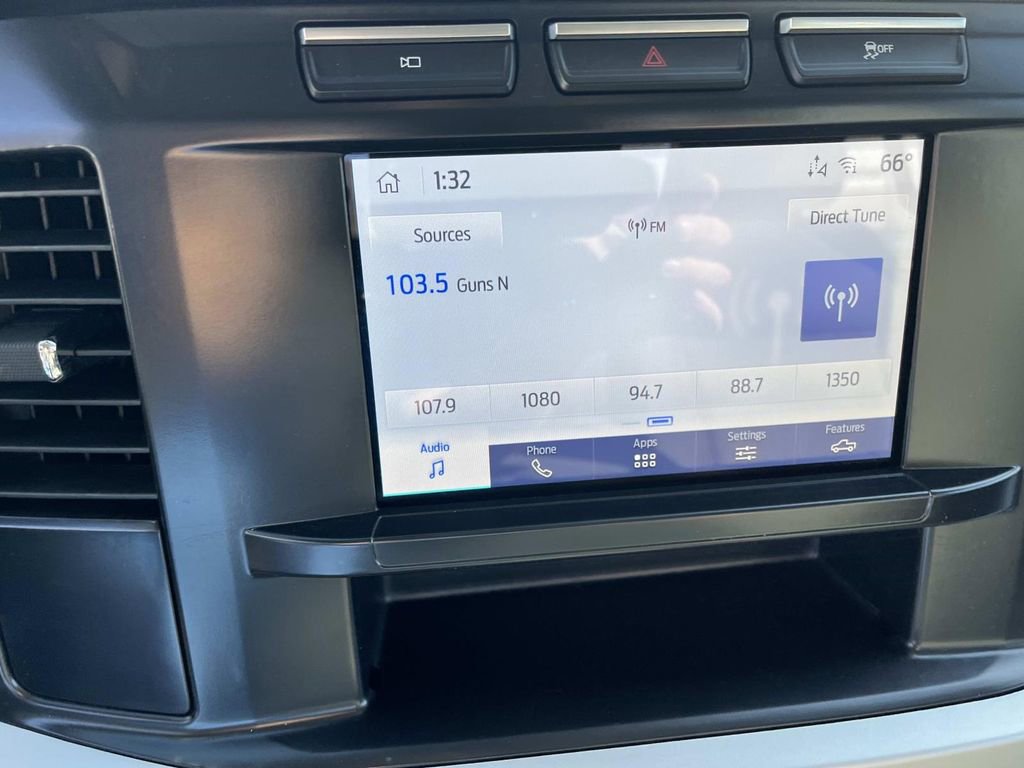 OFF
1:32
66°
Sources
FM
Direct Tune
103.5 Guns N
107.9
1080
94.7
88.7
1350
Audio
Phone
Apps
Settings
Features